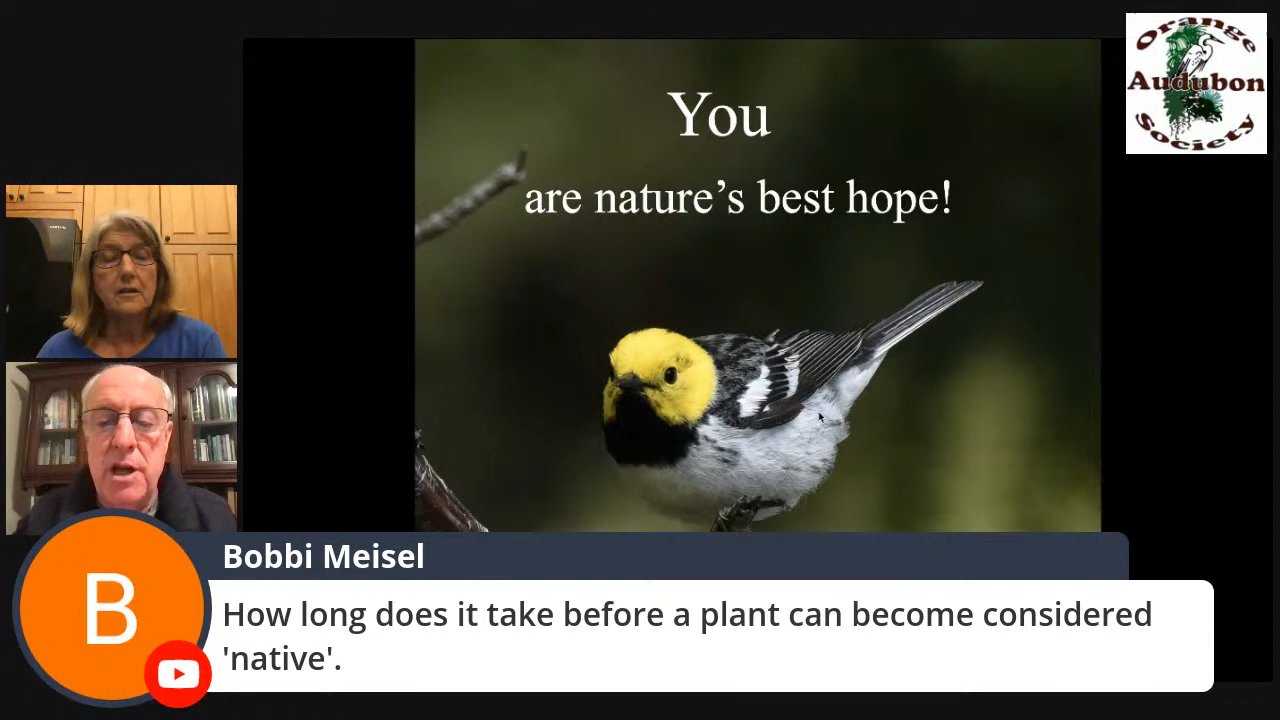 You
are nature's best hope!
Orange
Audubon
Society
B
Bobbi Meisel
How long does it take before a plant can become considered
'native'.